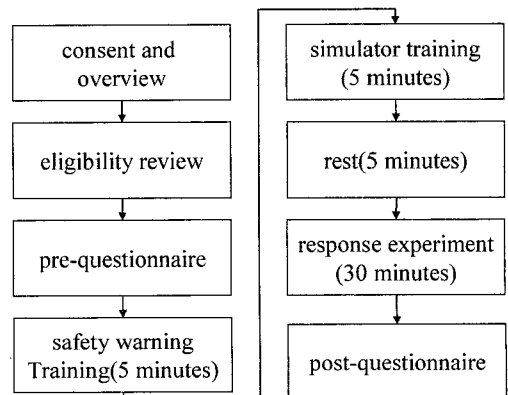 consent and
overview
eligibility review
pre-questionnaire
safety warning
Training(5 minutes)
simulator training
(5 minutes)
rest(5 minutes)
response experiment
(30 minutes)
post-questionnaire